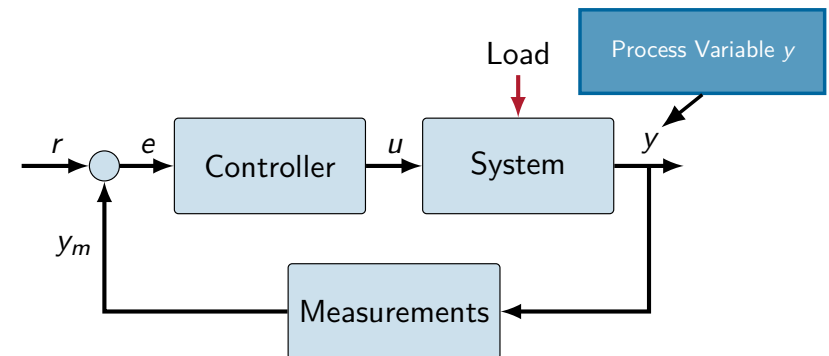 Process Variable y
Load
r
e
Controller
u
System
y
y_m
Measurements